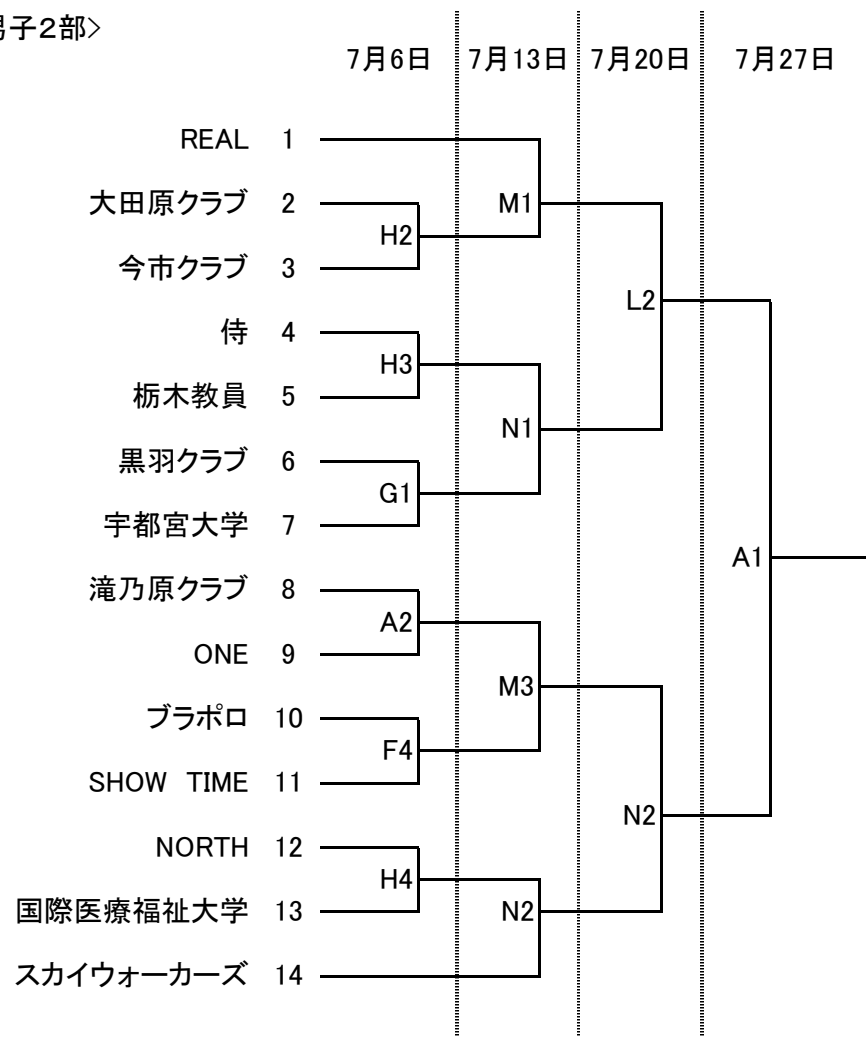 男子２部>
7月6日 7月13日 7月20日 7月27日
REAL 1
大田原クラブ 2
M1
H2
今市クラブ 3
L2
侍 4
H3
栃木教員 5
N1
黒羽クラブ 6
G1
宇都宮大学 7
A1
滝乃原クラブ 8
A2
ONE 9
M3
ブラポロ 10
F4
SHOW TIME 11
N2
NORTH 12
H4
国際医療福祉大学 13
N2
スカイウォーカーズ 14